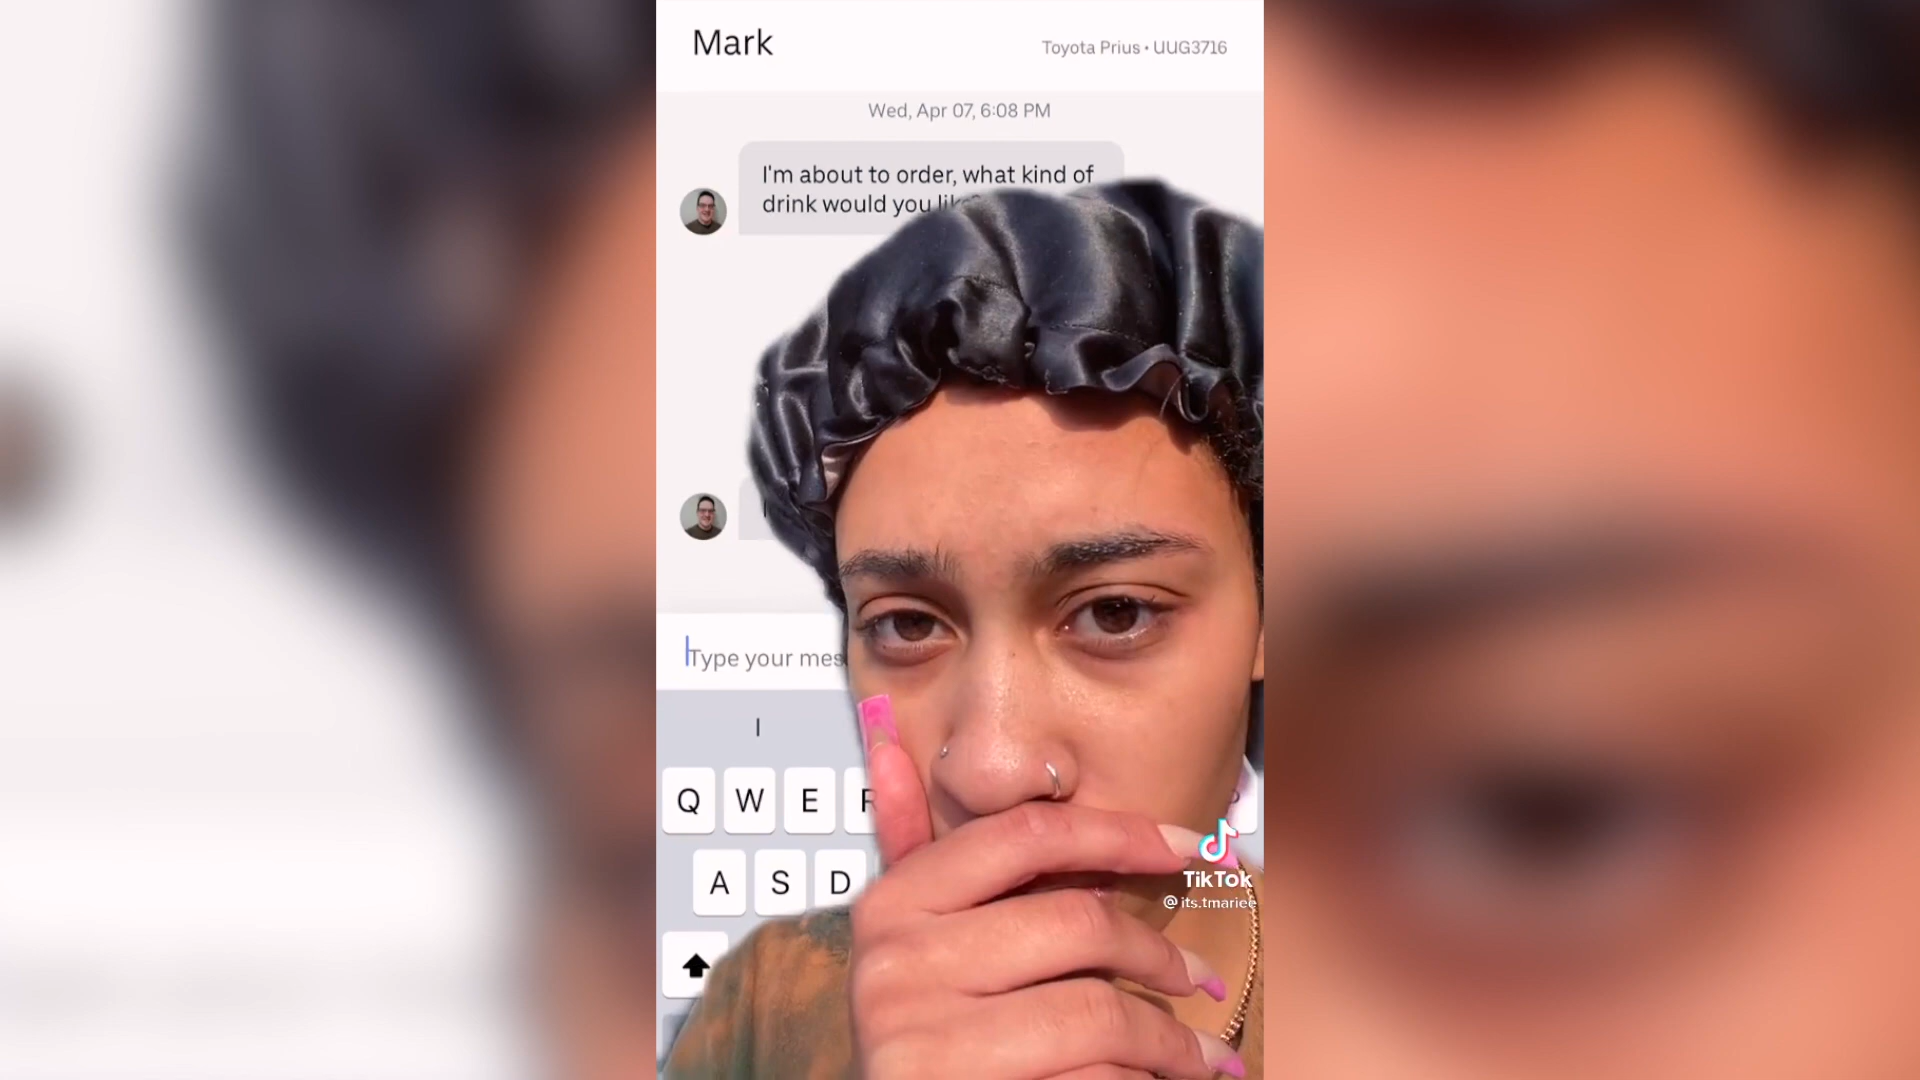 Mark
Toyota Prius • UUG3716
Wed, Apr 07, 6:08 PM
I'm about to order, what kind of
drink would you
Type your
I
Q W E
A S D
TikTok
@its.tmariee